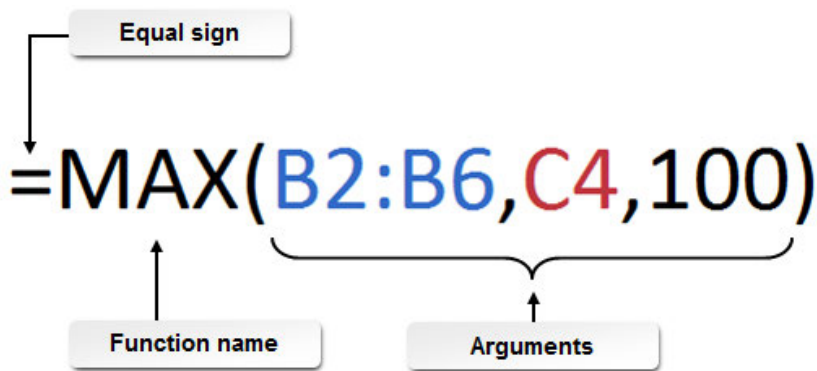 Equal sign
=MAX(B2:B6,C4,100)
Function name
Arguments